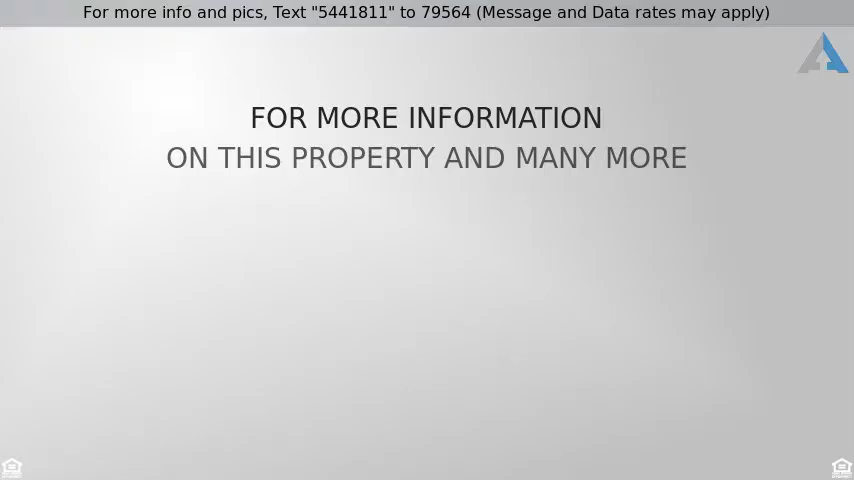 For more info and pics, Text "5441811" to 79564 (Message and Data rates may apply)
FOR MORE INFORMATION
ON THIS PROPERTY AND MANY MORE